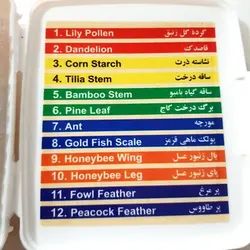 1. Lily Pollen گردهٔ گل زنبق
2. Dandelion قاصدک
3. Corn Starch نشاسته ذرت
4. Tilia Stem ساقه درخت
5. Bamboo Stem ساقه گیاه بامبو
6. Pine Leaf برگ درخت کاج
7. Ant مورچه
8. Gold Fish Scale پولک ماهی قرمز
9. Honeybee Wing بال زنبور عسل
10. Honeybee Leg پای زنبور عسل
11. Fowl Feather پر مرغ
12. Peacock Feather پر طاووس